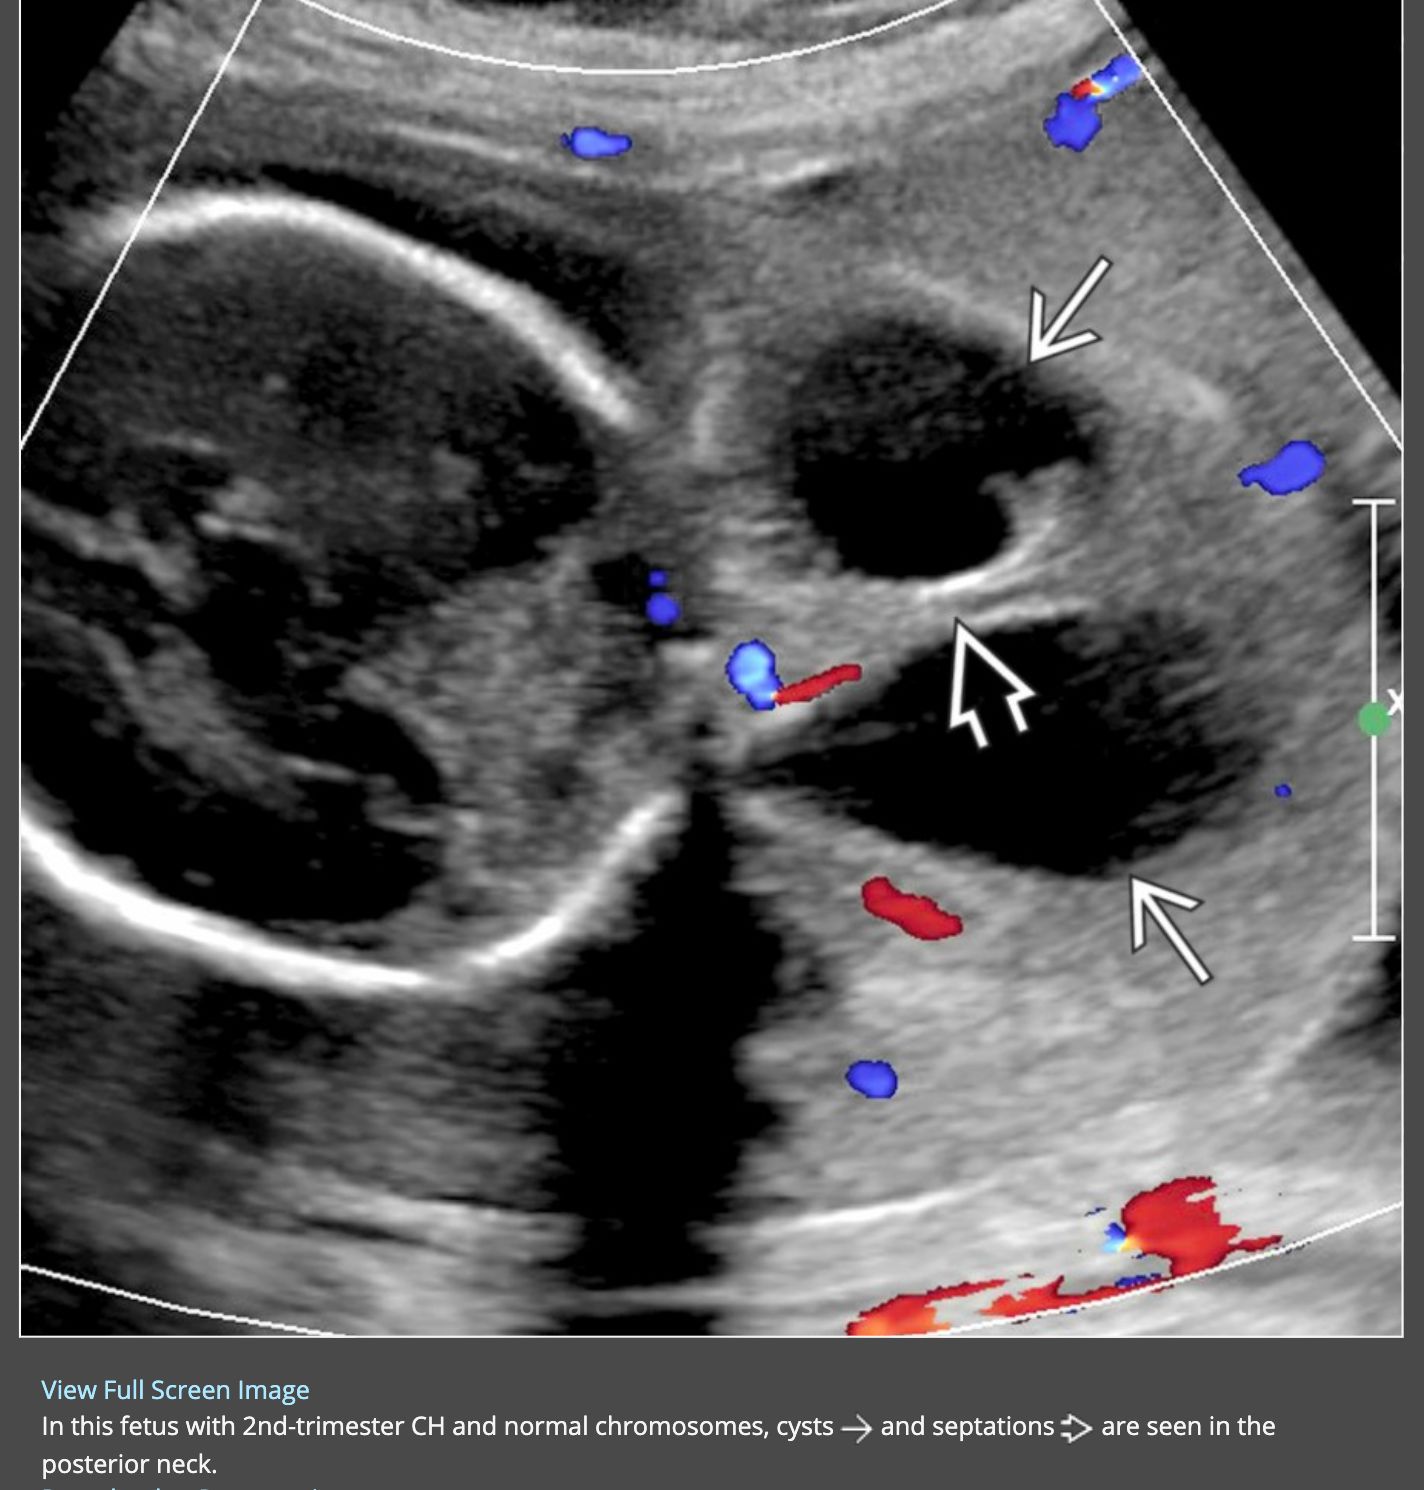 X
View Full Screen Image
In this fetus with 2nd-trimester CH and normal chromosomes, cysts → and septations ⇨ are seen in the
posterior neck.